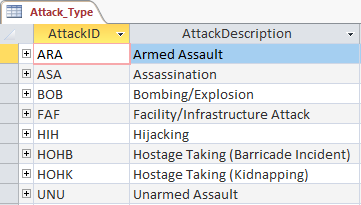 Attack_Type
AttackID AttackDescription
ARA Armed Assault
ASA Assassination
BOB Bombing/Explosion
FAF Facility/Infrastructure Attack
HIH Hijacking
HOHB Hostage Taking (Barricade Incident)
HOHK Hostage Taking (Kidnapping)
UNU Unarmed Assault